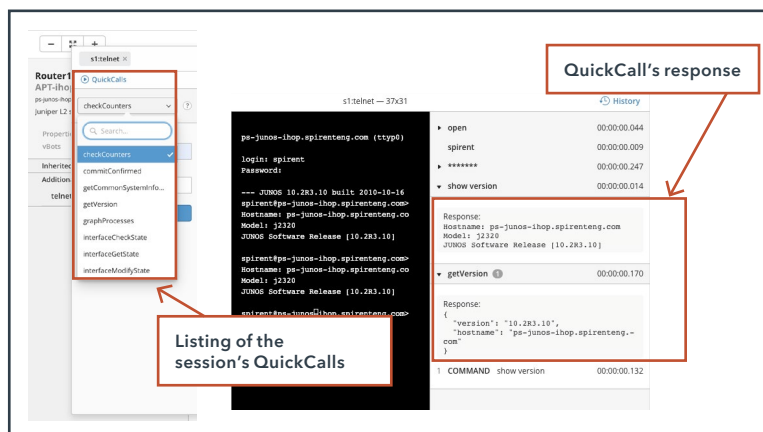 Router1
APT-ihop
ps-junos-ihop
Juniper L2 s
Properti
vBots
Inherited
Addition
telnet
s1:telnet ×
QuickCalls
checkCounters
?
Search...
checkCounters
commitConfirmed
getCommonSystemInfo...
getVersion
graphProcesses
interfaceCheckState
interfaceGetState
interfaceModifyState
Listing of the
session's QuickCalls
s1:telnet — 37x31
ps-junos-ihop.spirenteng.com (ttyp0)
login: spirent
Password:
--- JUNOS 10.2R3.10 built 2010-10-16
spirent@ps-junos-ihop.spirenteng.com>
Hostname: ps-junos-ihop.spirenteng.co
Model: j2320
JUNOS Software Release [10.2R3.10]
spirent@ps-junos-ihop.spirenteng.com>
Hostname: ps-junos-ihop.spirenteng.co
Model: j2320
JUNOS Software Release [10.2R3.10]
spirent@ps-junos-ihop.spirenteng.com>
QuickCall's response
History
open 00:00:00.044
spirent 00:00:00.009
******* 00:00:00.247
show version 00:00:00.014
Response:
Hostname: ps-junos-ihop.spirenteng.com
Model: j2320
JUNOS Software Release [10.2R3.10]
getVersion 1 00:00:00.170
Response:
{
"version": "10.2R3.10",
"hostname": "ps-junos-ihop.spirenteng.-
com"
}
1 COMMAND show version 00:00:00.132